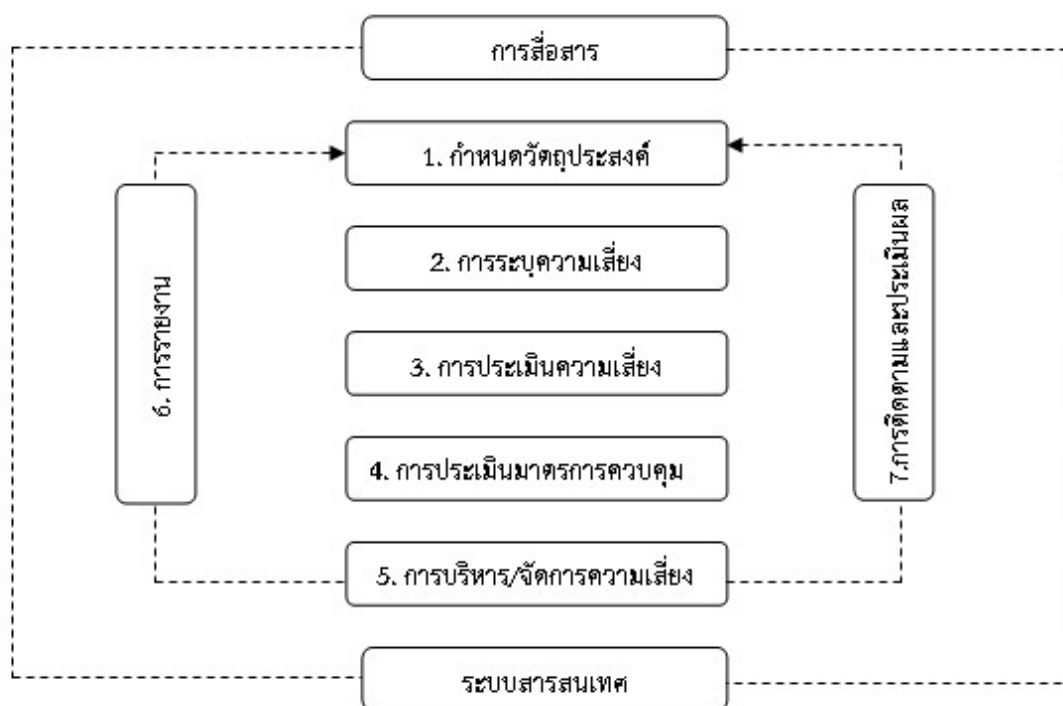 การสื่อสาร
1. กำหนดวัตถุประสงค์
2. การระบุความเสี่ยง
3. การประเมินความเสี่ยง
4. การประเมินมาตรการควบคุม
5. การบริหาร/จัดการความเสี่ยง
6. การรายงาน
7.การติดตามและประเมินผล
ระบบสารสนเทศ